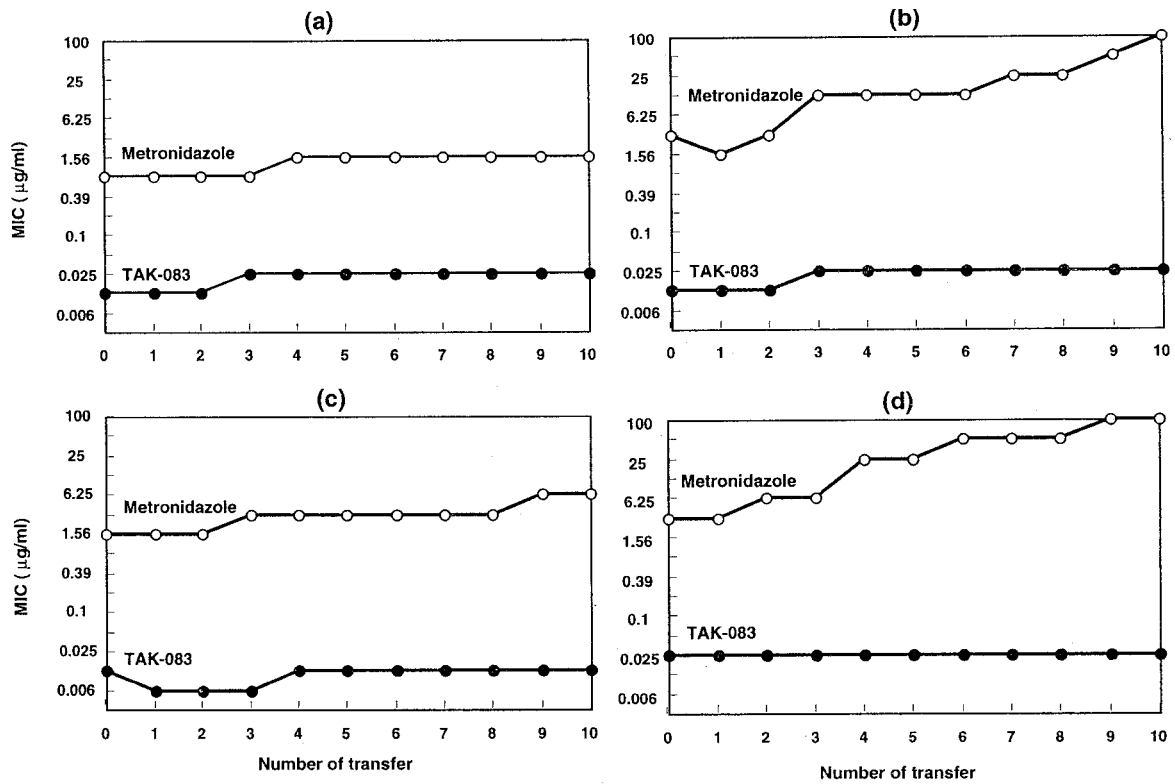 (a)
100
25
6.25
1.56
0.39
0.1
0.025
0.006
MIC ( μg/ml)
Metronidazole
TAK-083
0 1 2 3 4 5 6 7 8 9 10
(b)
100
25
6.25
1.56
0.39
0.1
0.025
0.006
Metronidazole
TAK-083
0 1 2 3 4 5 6 7 8 9 10
(c)
100
25
6.25
1.56
0.39
0.1
0.025
0.006
MIC ( μg/ml)
Metronidazole
TAK-083
0 1 2 3 4 5 6 7 8 9 10
Number of transfer
(d)
100
25
6.25
1.56
0.39
0.1
0.025
0.006
Metronidazole
TAK-083
0 1 2 3 4 5 6 7 8 9 10
Number of transfer